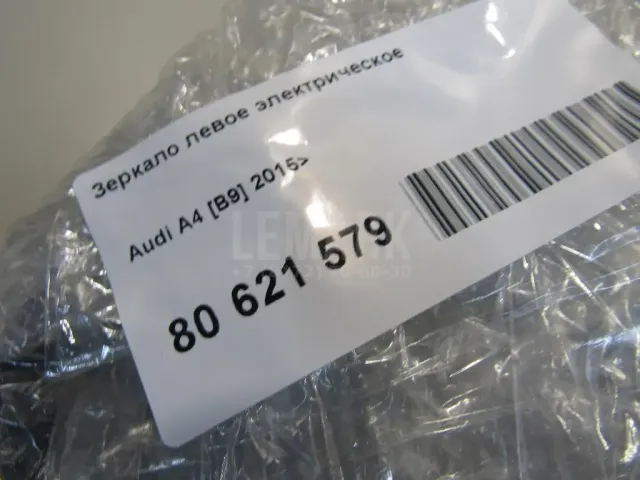 Зеркало левое электрическое
Audi A4 [B9] 2015>
80 621 579